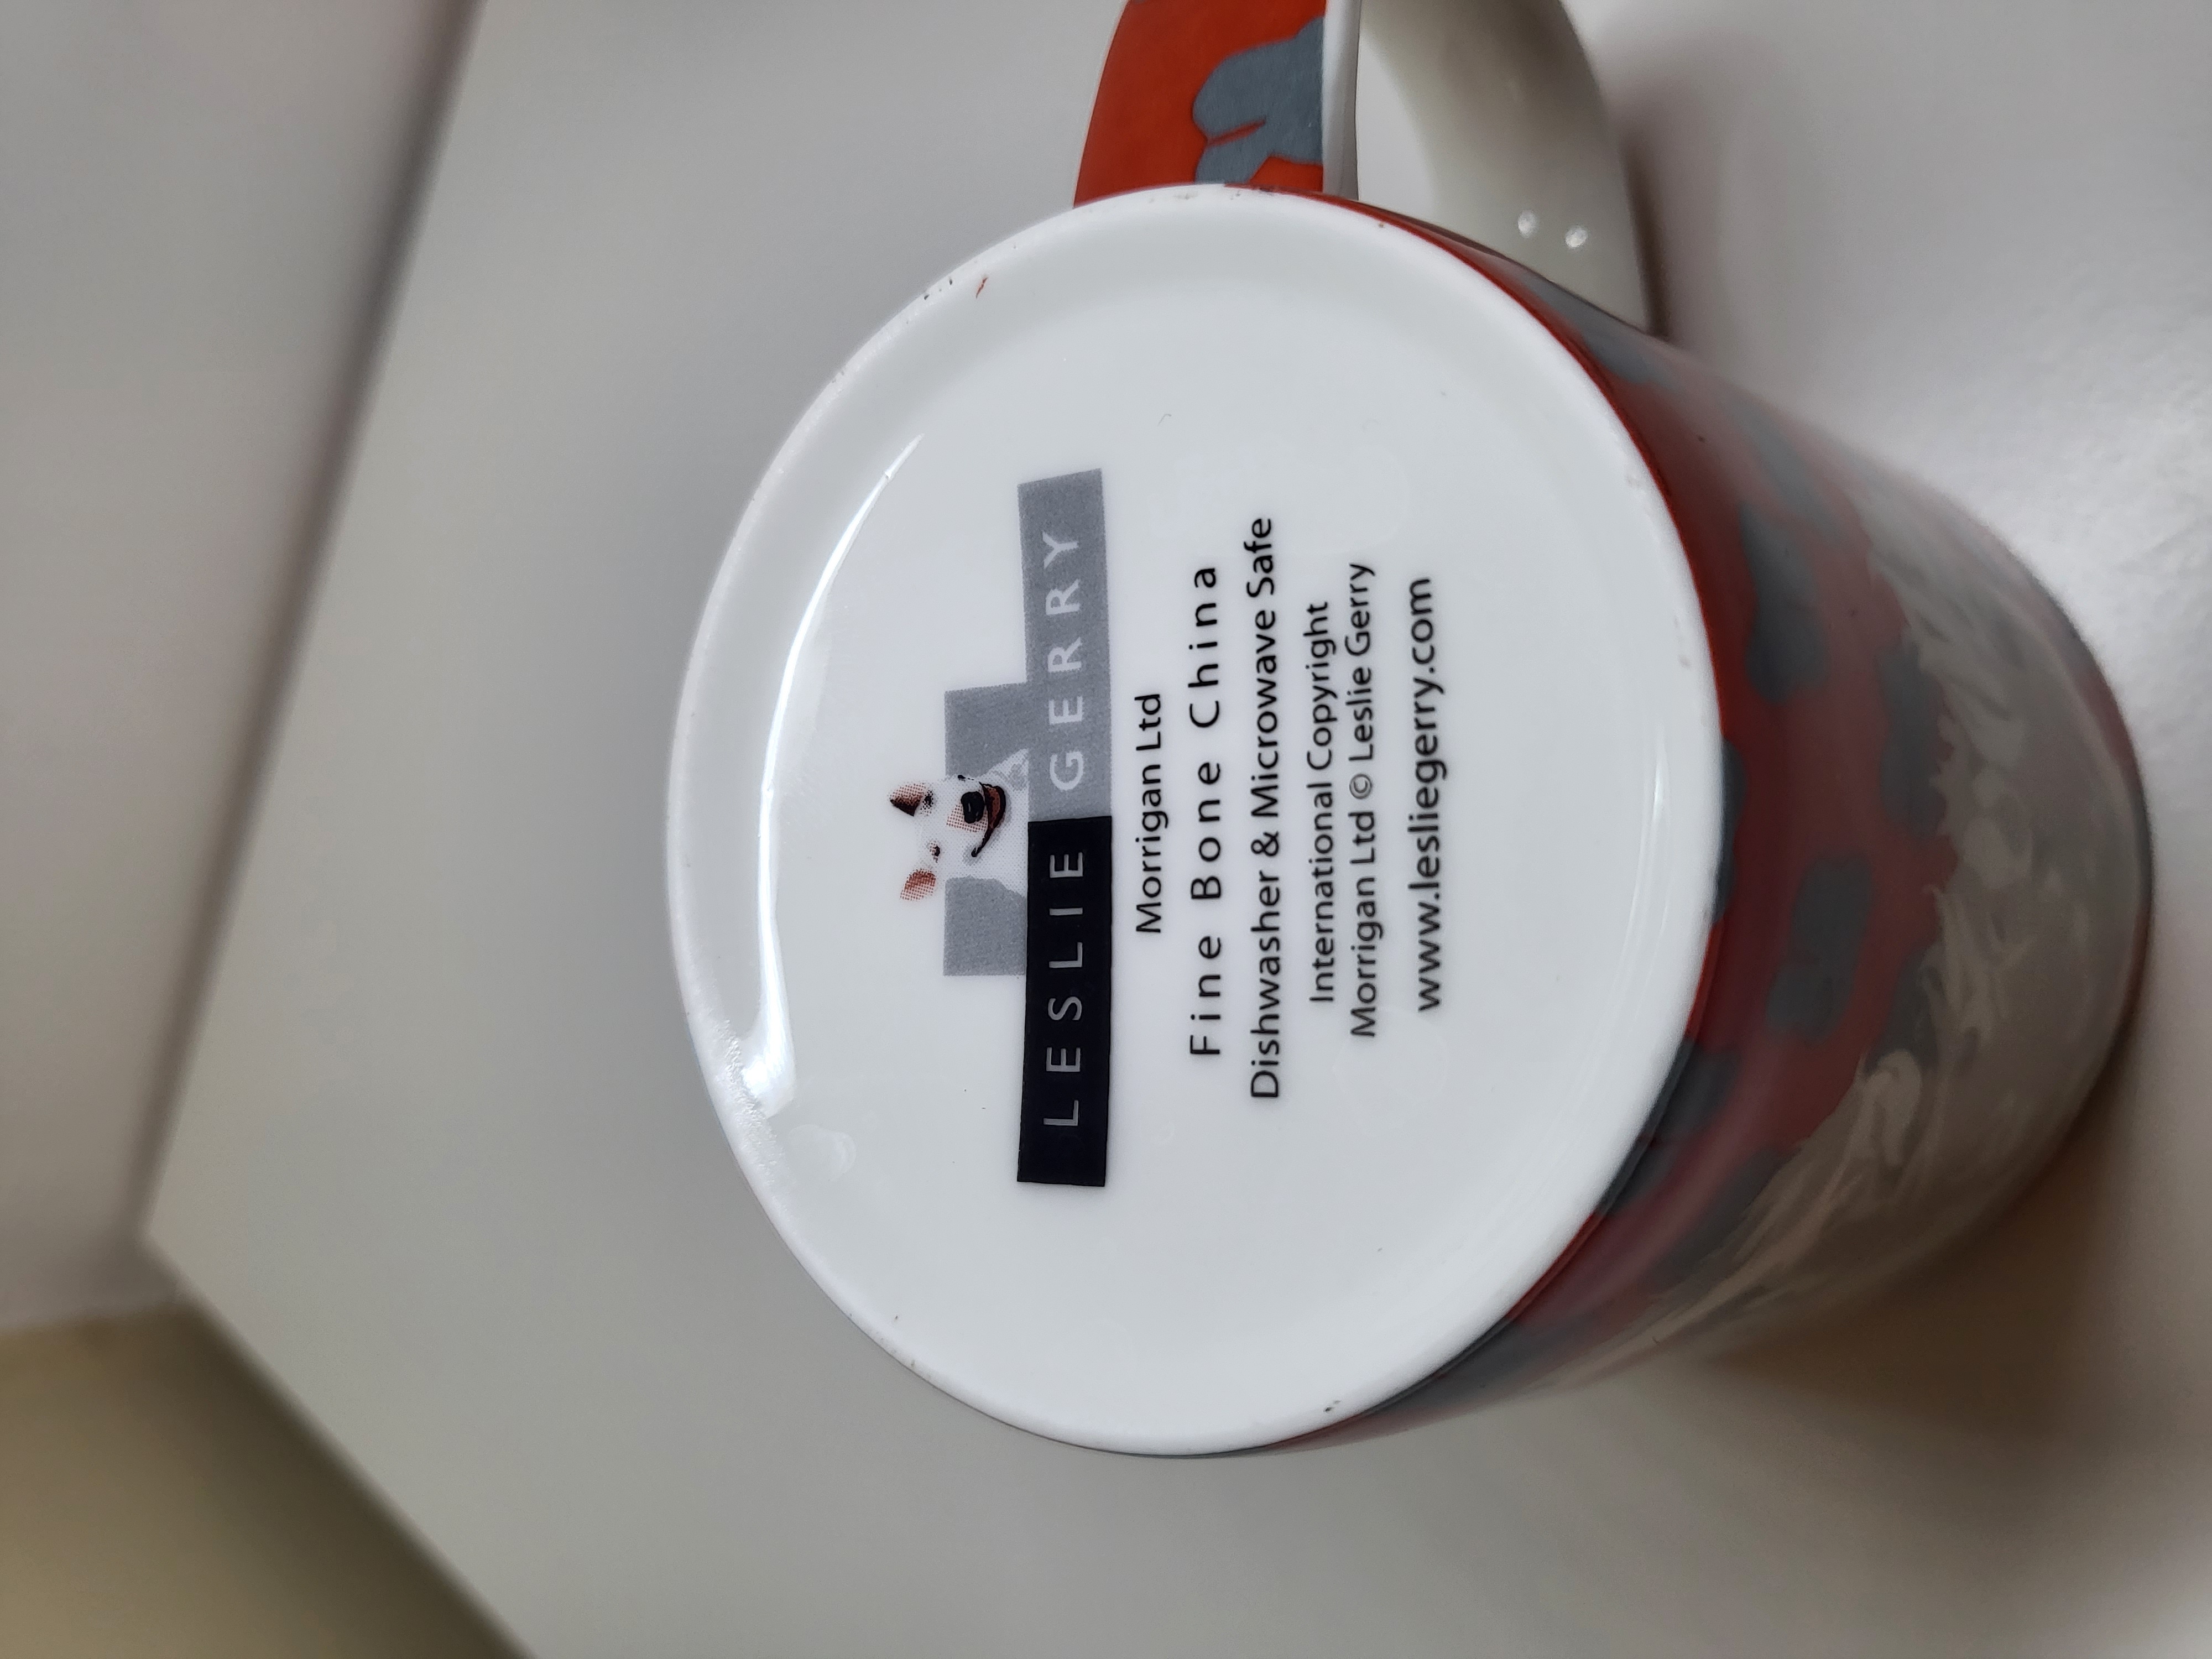 LESLIE GERRY
Morrigan Ltd
Fine Bone China
Dishwasher & Microwave Safe
International Copyright
Morrigan Ltd © Leslie Gerry
www.lesliegerry.com